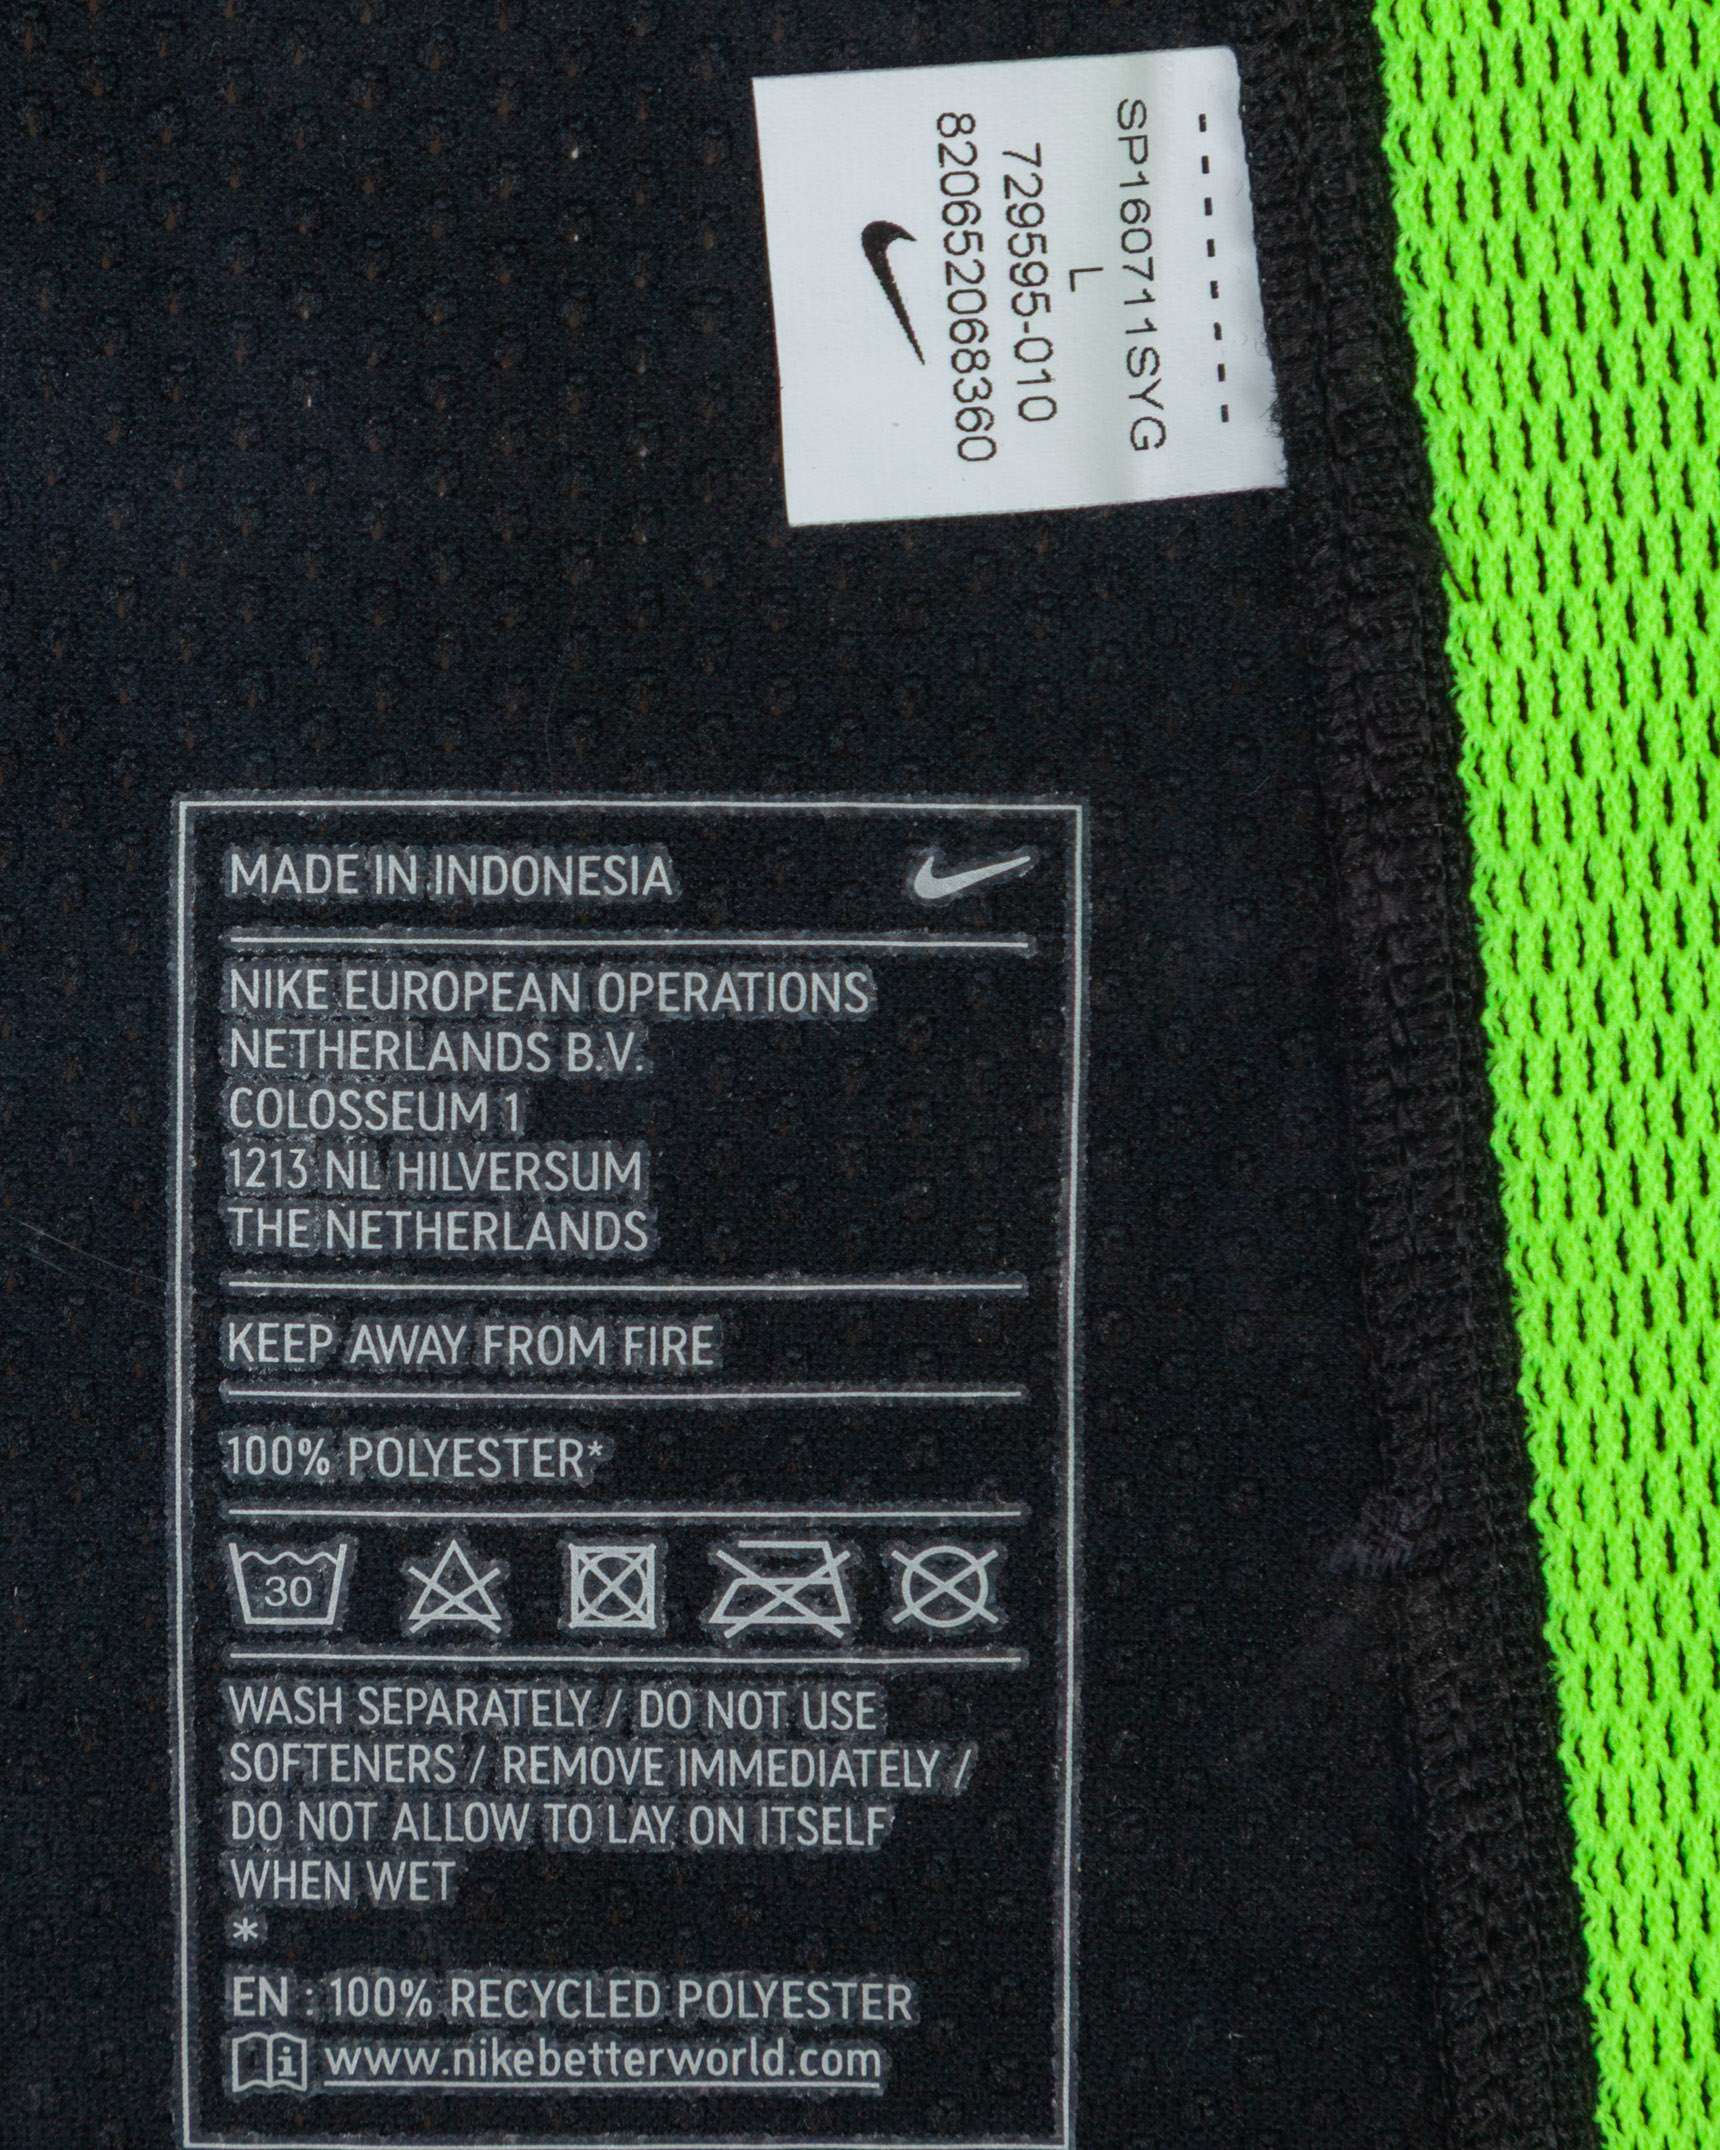 SP160711SYG
L
729595-010
820652068360
MADE IN INDONESIA
NIKE EUROPEAN OPERATIONS
NETHERLANDS B.V.
COLOSSEUM 1
1213 NL HILVERSUM
THE NETHERLANDS
KEEP AWAY FROM FIRE
100% POLYESTER*
30
WASH SEPARATELY / DO NOT USE
SOFTENERS / REMOVE IMMEDIATELY /
DO NOT ALLOW TO LAY ON ITSELF
WHEN WET
*
EN : 100% RECYCLED POLYESTER
www.nikebetterworld.com